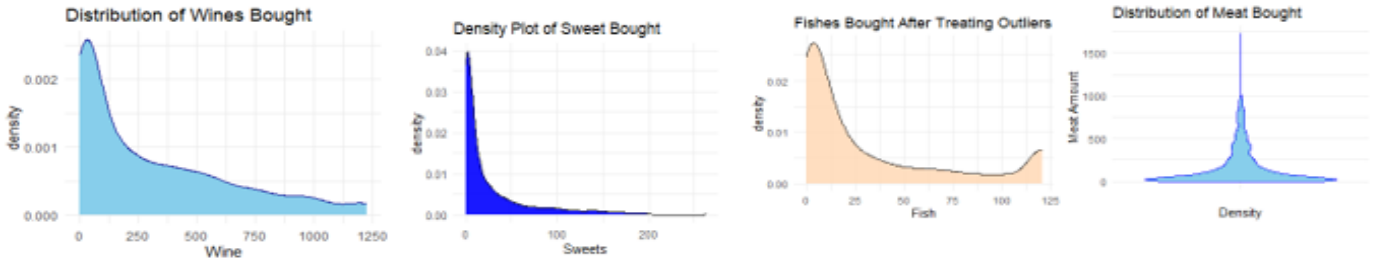 Distribution of Wines Bought
density
0.002
0.001
0.000
0
250
500
750
1000
1250
Wine
Density Plot of Sweet Bought
density
0.04
0.03
0.02
0.01
0.00
0
100
200
Sweets
Fishes Bought After Treating Outliers
density
0.02
0.01
0.00
0
25
50
75
100
125
Fish
Distribution of Meat Bought
Meat Amount
1500
1000
500
0
Density